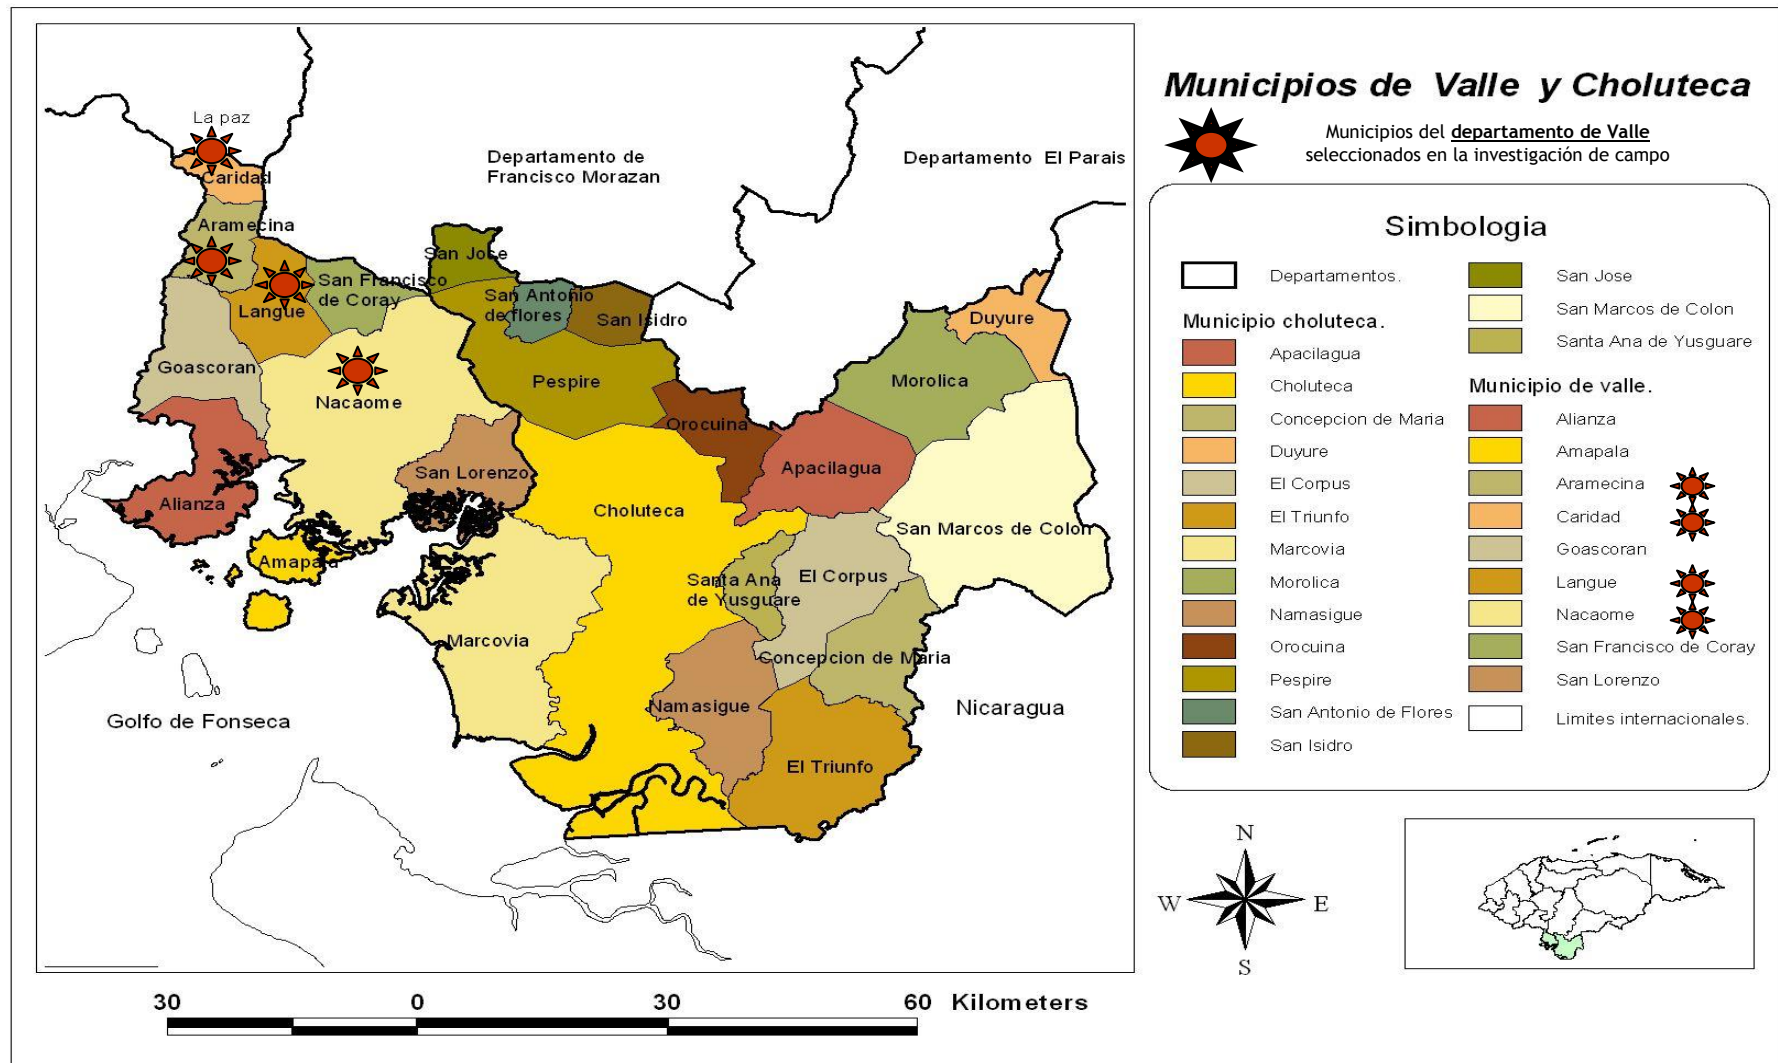 Municipios de Valle y Choluteca
Municipios del departamento de Valle
seleccionados en la investigación de campo
La paz
Caridad
Aramecina
Departamento de
Francisco Morazan
Departamento El Parais
San Jose
San Francisco
de Coray
San Antonio
de flores
San Isidro
Langue
Duyure
Goascoran
Nacaome
Pespire
Morolica
Orocuina
Apacilagua
San Lorenzo
Alianza
Choluteca
San Marcos de Colon
Amapala
Santa Ana
de Yusguare
El Corpus
Marcovia
Concepcion de Maria
Namasigue
Nicaragua
Golfo de Fonseca
El Triunfo
Simbologia
Departamentos.
Municipio choluteca.
Apacilagua
Choluteca
Concepcion de Maria
Duyure
El Corpus
El Triunfo
Marcovia
Morolica
Namasigue
Orocuina
Pespire
San Antonio de Flores
San Isidro
San Jose
San Marcos de Colon
Santa Ana de Yusguare
Municipio de valle.
Alianza
Amapala
Aramecina
Caridad
Goascoran
Langue
Nacaome
San Francisco de Coray
San Lorenzo
Limites internacionales.
N
W
E
S
30 0 30 60 Kilometers